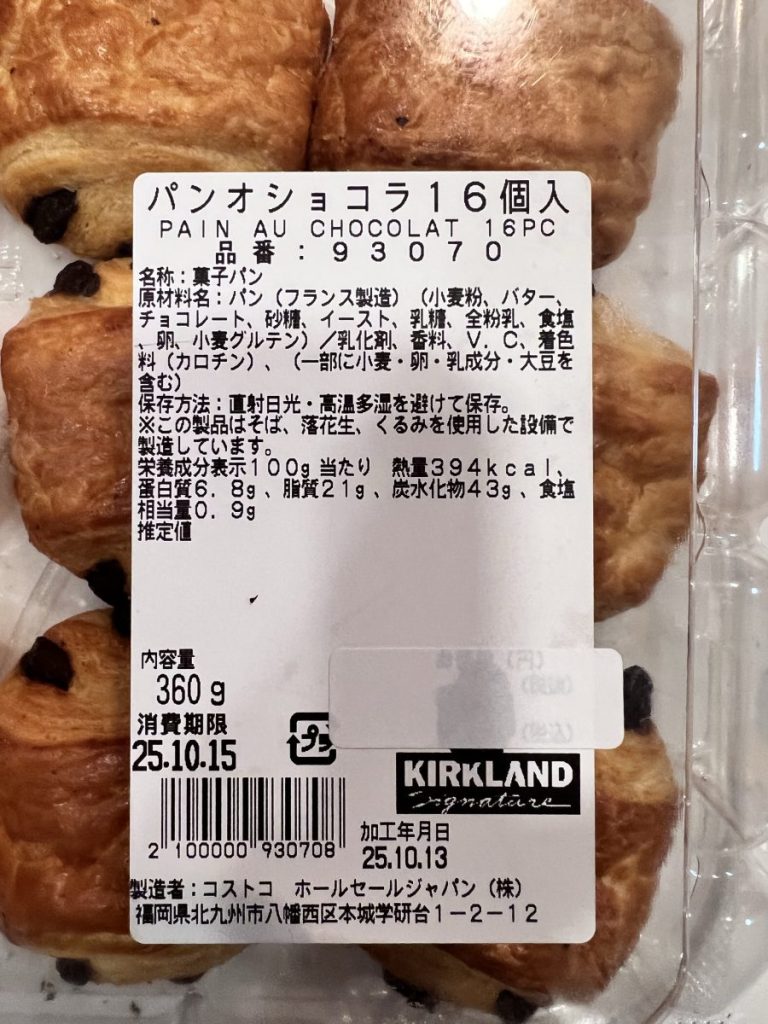 パンオショコラ16個入
PAIN AU CHOCOLAT 16PC
品番:93070
名称:菓子パン
原材料名:パン(フランス製造)(小麦粉、バター、
チョコレート、砂糖、イースト、乳糖、全粉乳、食塩
、卵、小麦グルテン)/乳化剤、香料、V.C、着色
料(カロチン)、(一部に小麦・卵・乳成分・大豆を
含む)
保存方法:直射日光・高温多湿を避けて保存。
※この製品はそば、落花生、くるみを使用した設備で
製造しています。
栄養成分表示100g当たり 熱量394kcal、
蛋白質6.8g、脂質21g、炭水化物43g、食塩
相当量0.9g
推定値
内容量
360g
消費期限
25.10.15
プラ
KIRKLAND
Signature
2 100000 930708
加工年月日
25.10.13
製造者:コストコ ホールセールジャパン(株)
福岡県北九州市八幡西区本城学研台1-2-12